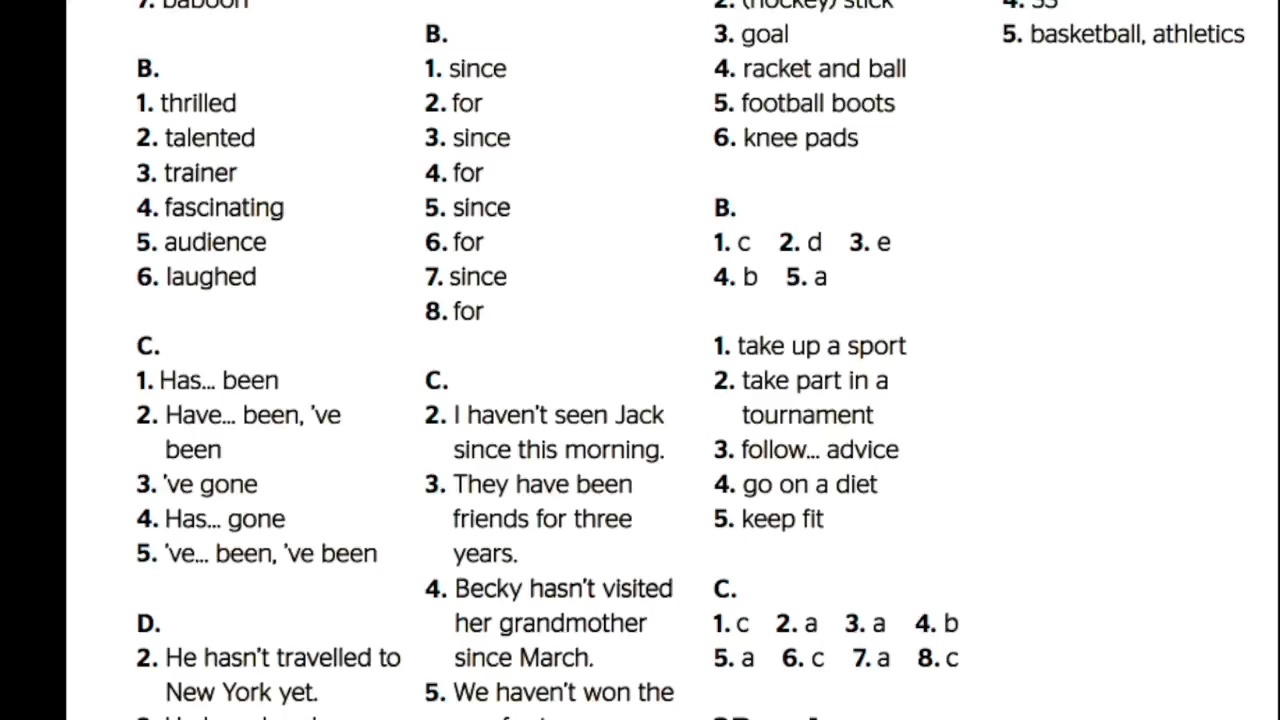 7. baboon
B.
1. thrilled
2. talented
3. trainer
4. fascinating
5. audience
6. laughed
C.
1. Has... been
2. Have... been, 've
been
3. 've gone
4. Has... gone
5. 've... been, 've been
D.
2. He hasn't travelled to
New York yet.
B.
1. since
2. for
3. since
4. for
5. since
6. for
7. since
8. for
C.
2. I haven't seen Jack
since this morning.
3. They have been
friends for three
years.
4. Becky hasn't visited
her grandmother
since March.
5. We haven't won the
2. (hockey) stick
3. goal
4. racket and ball
5. football boots
6. knee pads
B.
1. c 2. d 3. e
4. b 5. a
1. take up a sport
2. take part in a
tournament
3. follow... advice
4. go on a diet
5. keep fit
C.
1. c 2. a 3. a 4. b
5. a 6. c 7. a 8. c
5. basketball, athletics